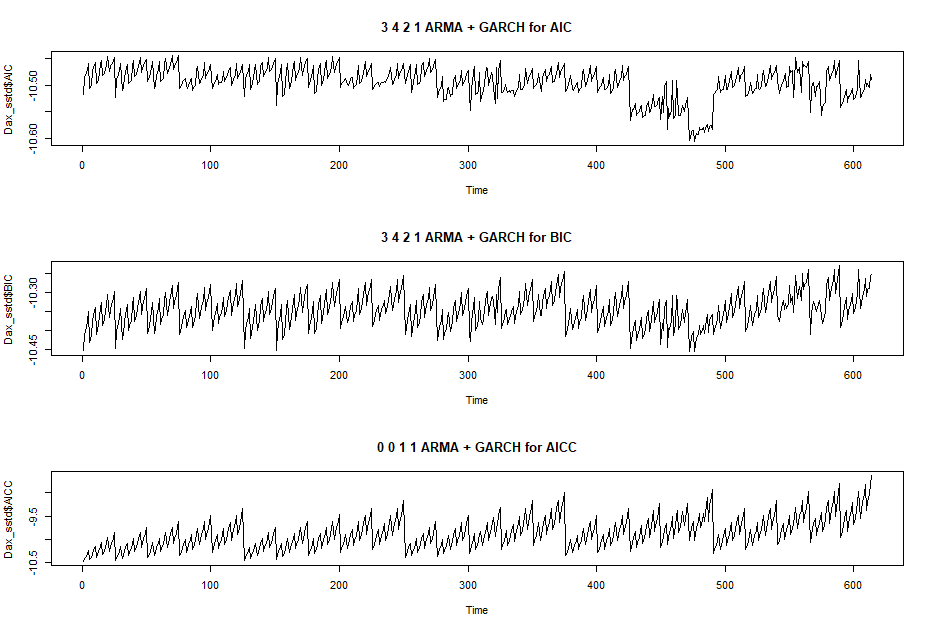 3 4 2 1 ARMA + GARCH for AIC
Dax_sstd$AIC
-10.50
-10.60
0 100 200 300 400 500 600
Time
3 4 2 1 ARMA + GARCH for BIC
Dax_sstd$BIC
-10.30
-10.45
0 100 200 300 400 500 600
Time
0 0 1 1 ARMA + GARCH for AICC
Dax_sstd$AICC
-9.5
-10.5
0 100 200 300 400 500 600
Time